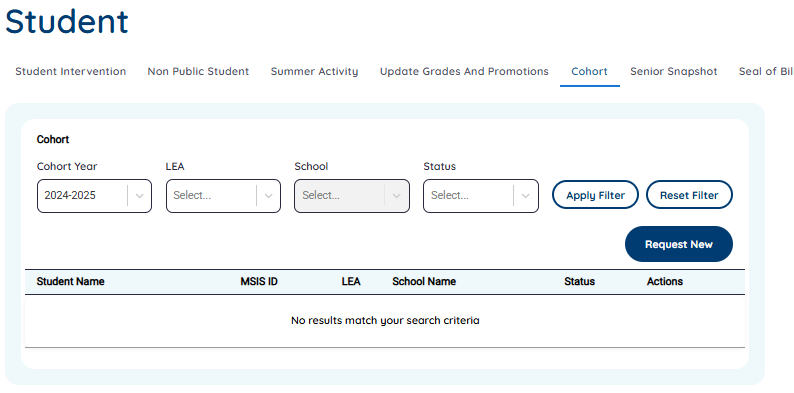 Student
Student Intervention Non Public Student Summer Activity Update Grades And Promotions Cohort Senior Snapshot Seal of Bil
Cohort
Cohort Year LEA School Status
2024-2025 Select... Select... Select... Apply Filter Reset Filter
Request New
Student Name MSIS ID LEA School Name Status Actions
No results match your search criteria